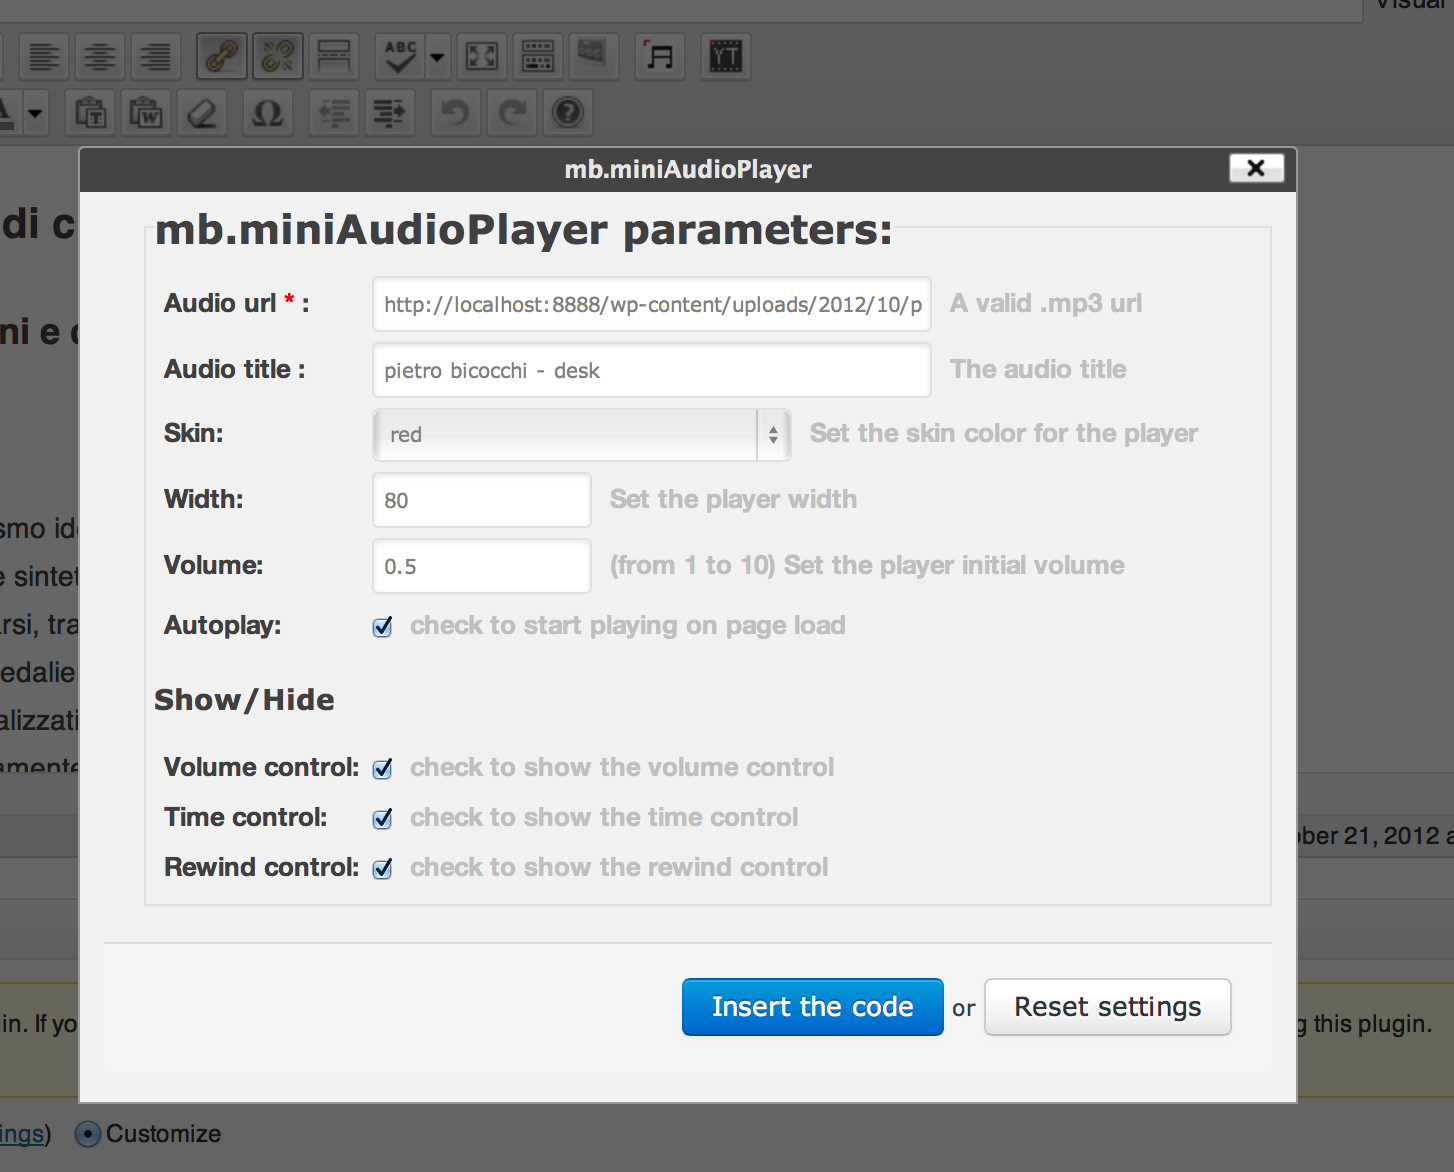 Visual
ABC
YT
A
T
W
Ω
?
mb.miniAudioPlayer
di c
mb.miniAudioPlayer parameters:
Audio url * :
http://localhost:8888/wp-content/uploads/2012/10/p
A valid .mp3 url
ni e
Audio title :
pietro bicocchi - desk
The audio title
Skin:
red
Set the skin color for the player
Width:
80
Set the player width
smo id
Volume:
0.5
(from 1 to 10) Set the player initial volume
e sintet
Autoplay:
check to start playing on page load
rsi, tra
edalie
Show/Hide
alizzati
Volume control:
check to show the volume control
amente
Time control:
check to show the time control
ber 21, 2012 a
Rewind control:
check to show the rewind control
Insert the code
or
Reset settings
in. If yo
g this plugin.
ings)
Customize